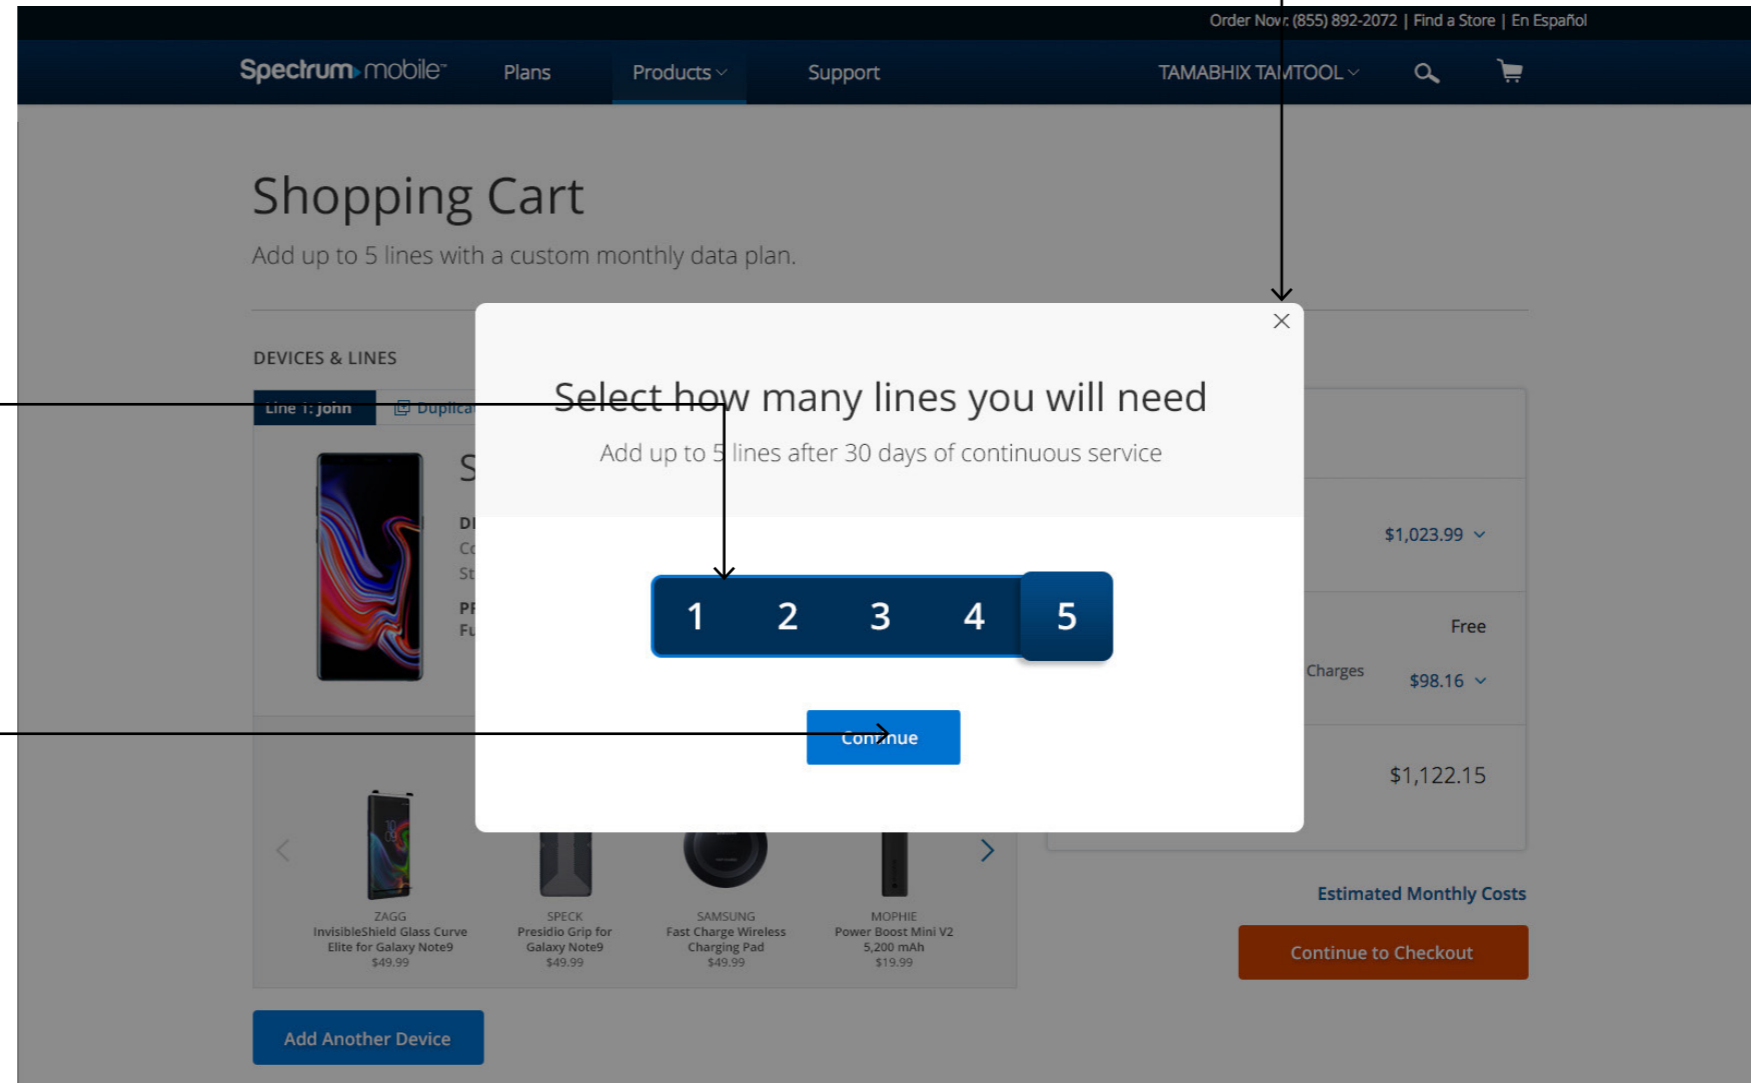 Order Now: (855) 892-2072 | Find a Store | En Español
Spectrum mobile™ Plans Products Support TAMABHIX TAMTOOL
Shopping Cart
Add up to 5 lines with a custom monthly data plan.
DEVICES & LINES
Line 1: John
Select how many lines you will need
Add up to 5 lines after 30 days of continuous service
1 2 3 4 5
Continue
$1,023.99
Free
Charges
$98.16
$1,122.15
ZAGG
InvisibleShield Glass Curve
Elite for Galaxy Note9
$49.99
SPECK
Presidio Grip for
Galaxy Note9
$49.99
SAMSUNG
Fast Charge Wireless
Charging Pad
$49.99
MOPHIE
Power Boost Mini V2
5,200 mAh
$19.99
Estimated Monthly Costs
Continue to Checkout
Add Another Device